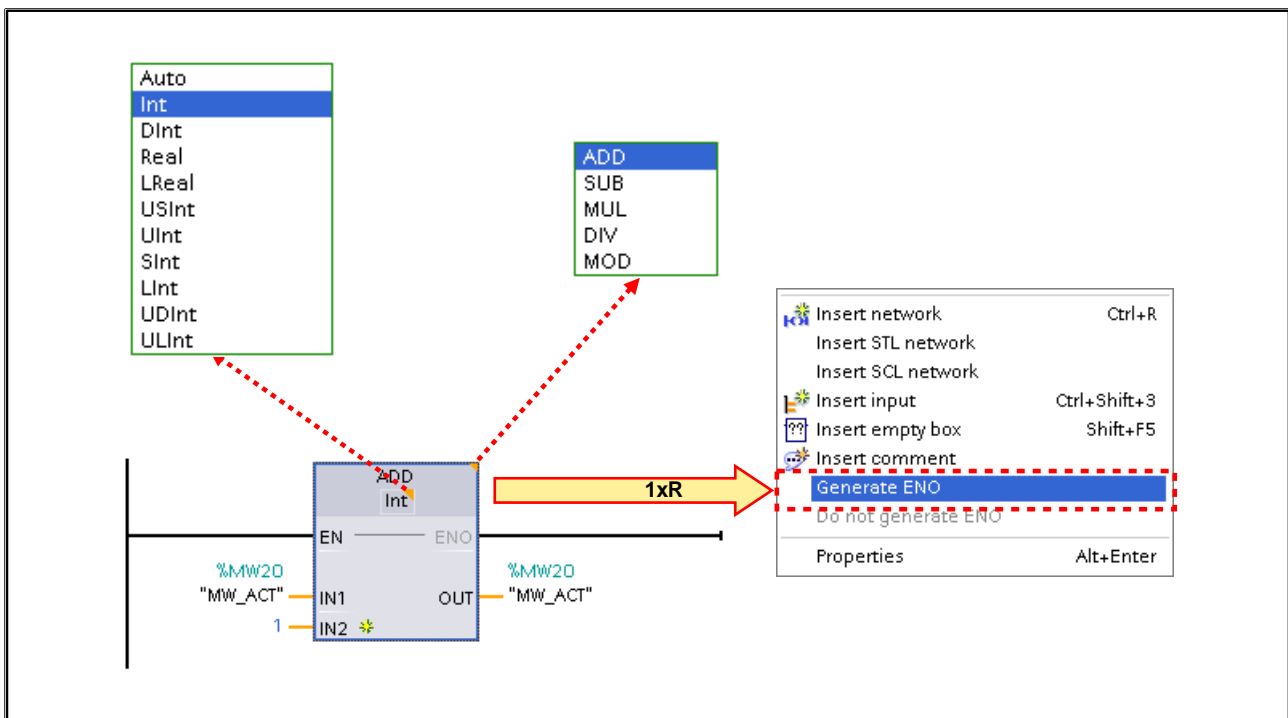 Auto
Int
DInt
Real
LReal
USInt
UInt
SInt
LInt
UDInt
ULInt
ADD
SUB
MUL
DIV
MOD
Insert network Ctrl+R
Insert STL network
Insert SCL network
Insert input Ctrl+Shift+3
?? Insert empty box Shift+F5
Insert comment
Generate ENO
Do not generate ENO
Properties Alt+Enter
1xR
ADD
Int
EN ENO
%MW20 %MW20
"MW_ACT" IN1 OUT "MW_ACT"
1 IN2